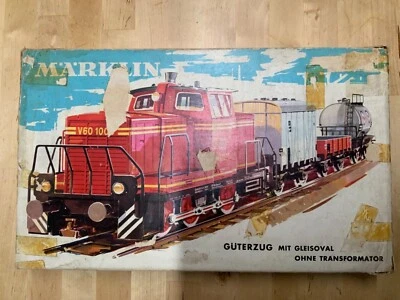 MÄRKLIN
V60 100
GÜTERZUG MIT GLEISOVAL
OHNE TRANSFORMATOR